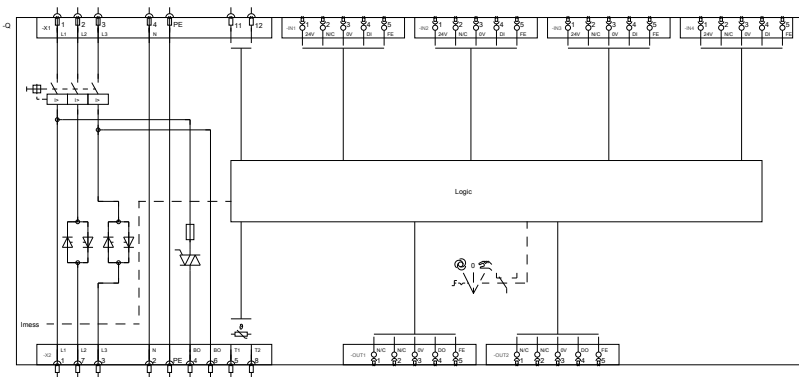 -Q
-X1 1 2 3 4 PE 11 12
L1 L2 L3 N
-IN1 1 2 3 4 5
24V N/C 0V DI FE
-IN2 1 2 3 4 5
24V N/C 0V DI FE
-IN3 1 2 3 4 5
24V N/C 0V DI FE
-IN4 1 2 3 4 5
24V N/C 0V DI FE
I> I> I>
Logic
0
Imess
ϑ
-X2 L1 L2 L3 N BO BO T1 T2
1 7 3 2 PE 4 6 5 8
-OUT1 N/C N/C 0V DO FE
1 2 3 4 5
-OUT2 N/C N/C 0V DO FE
1 2 3 4 5